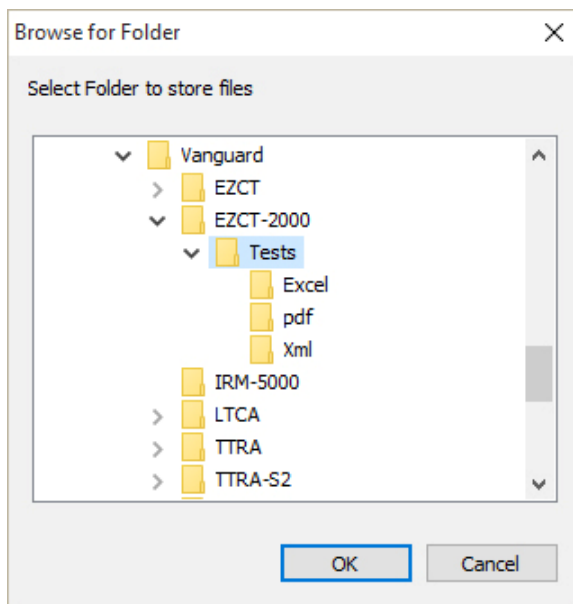 Browse for Folder
Select Folder to store files
Vanguard
EZCT
EZCT-2000
Tests
Excel
pdf
Xml
IRM-5000
LTCA
TTRA
TTRA-S2
OK Cancel